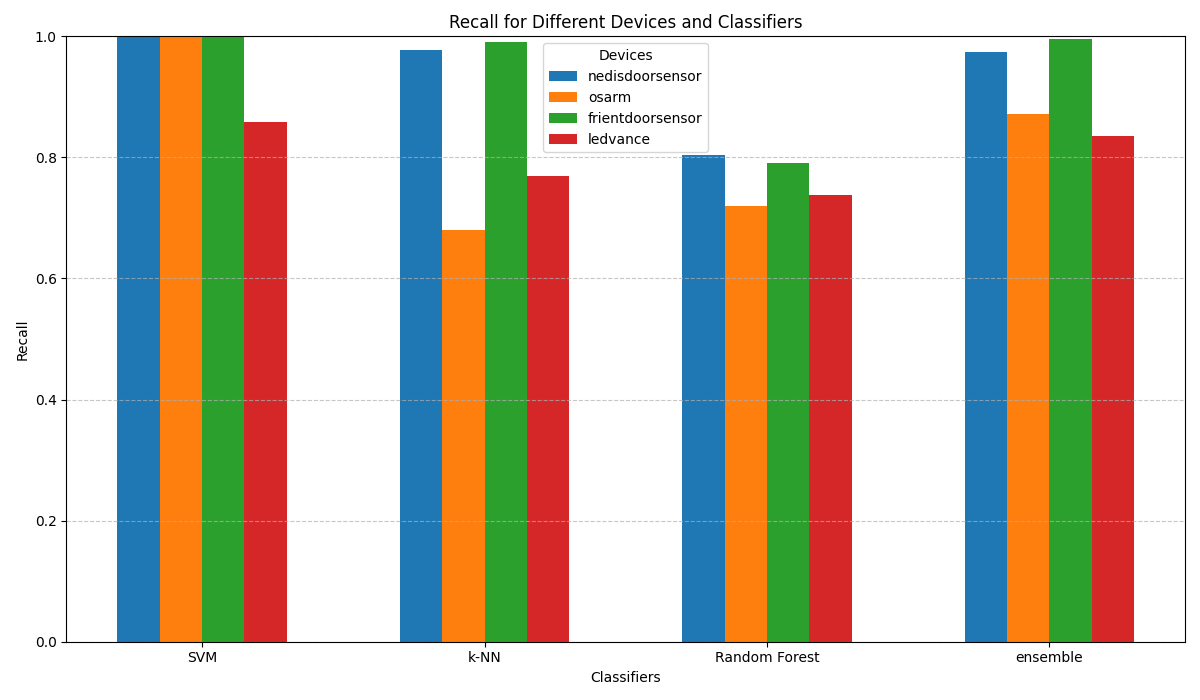 Recall for Different Devices and Classifiers
1.0
0.8
0.6
0.4
0.2
0.0
Recall
Devices
nedisdoorsensor
osarm
frientdoorsensor
ledvance
SVM
k-NN
Random Forest
ensemble
Classifiers